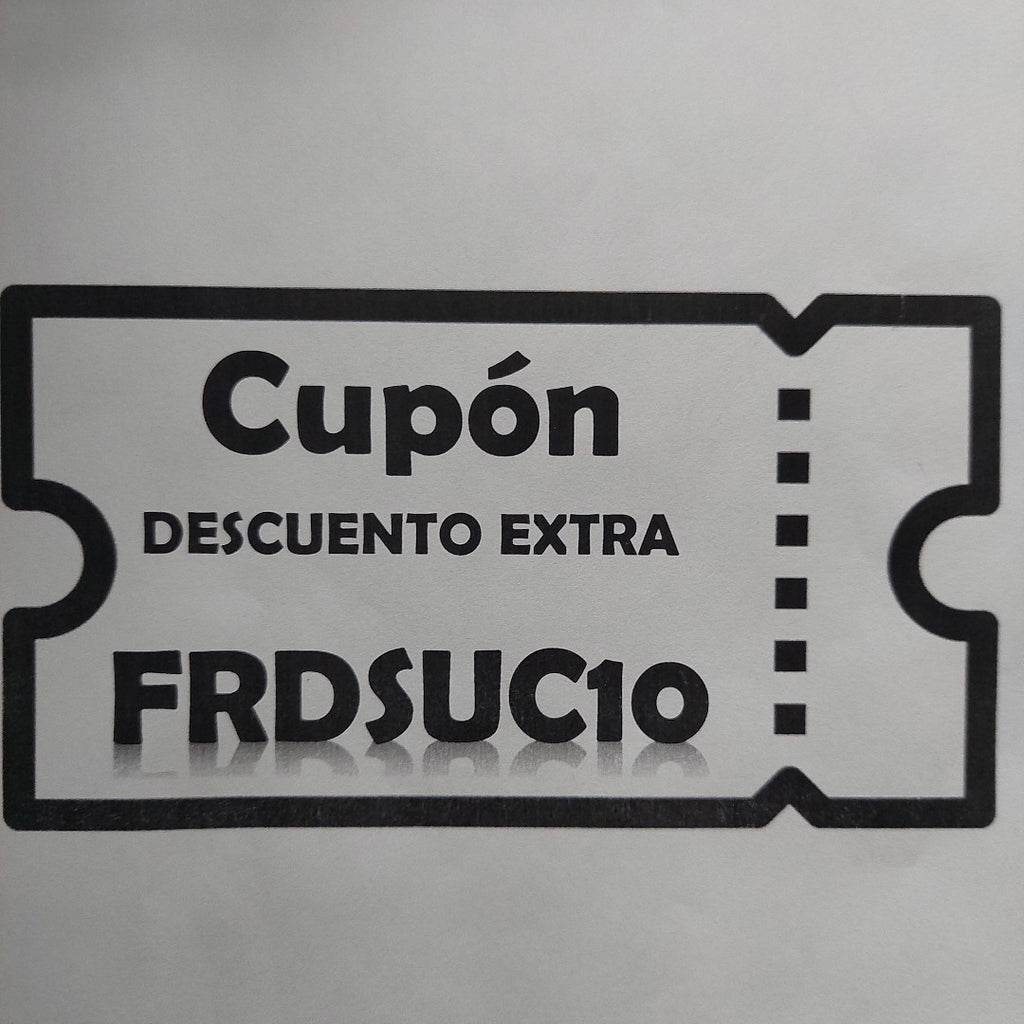 Cupón
DESCUENTO EXTRA
FRDSUC10